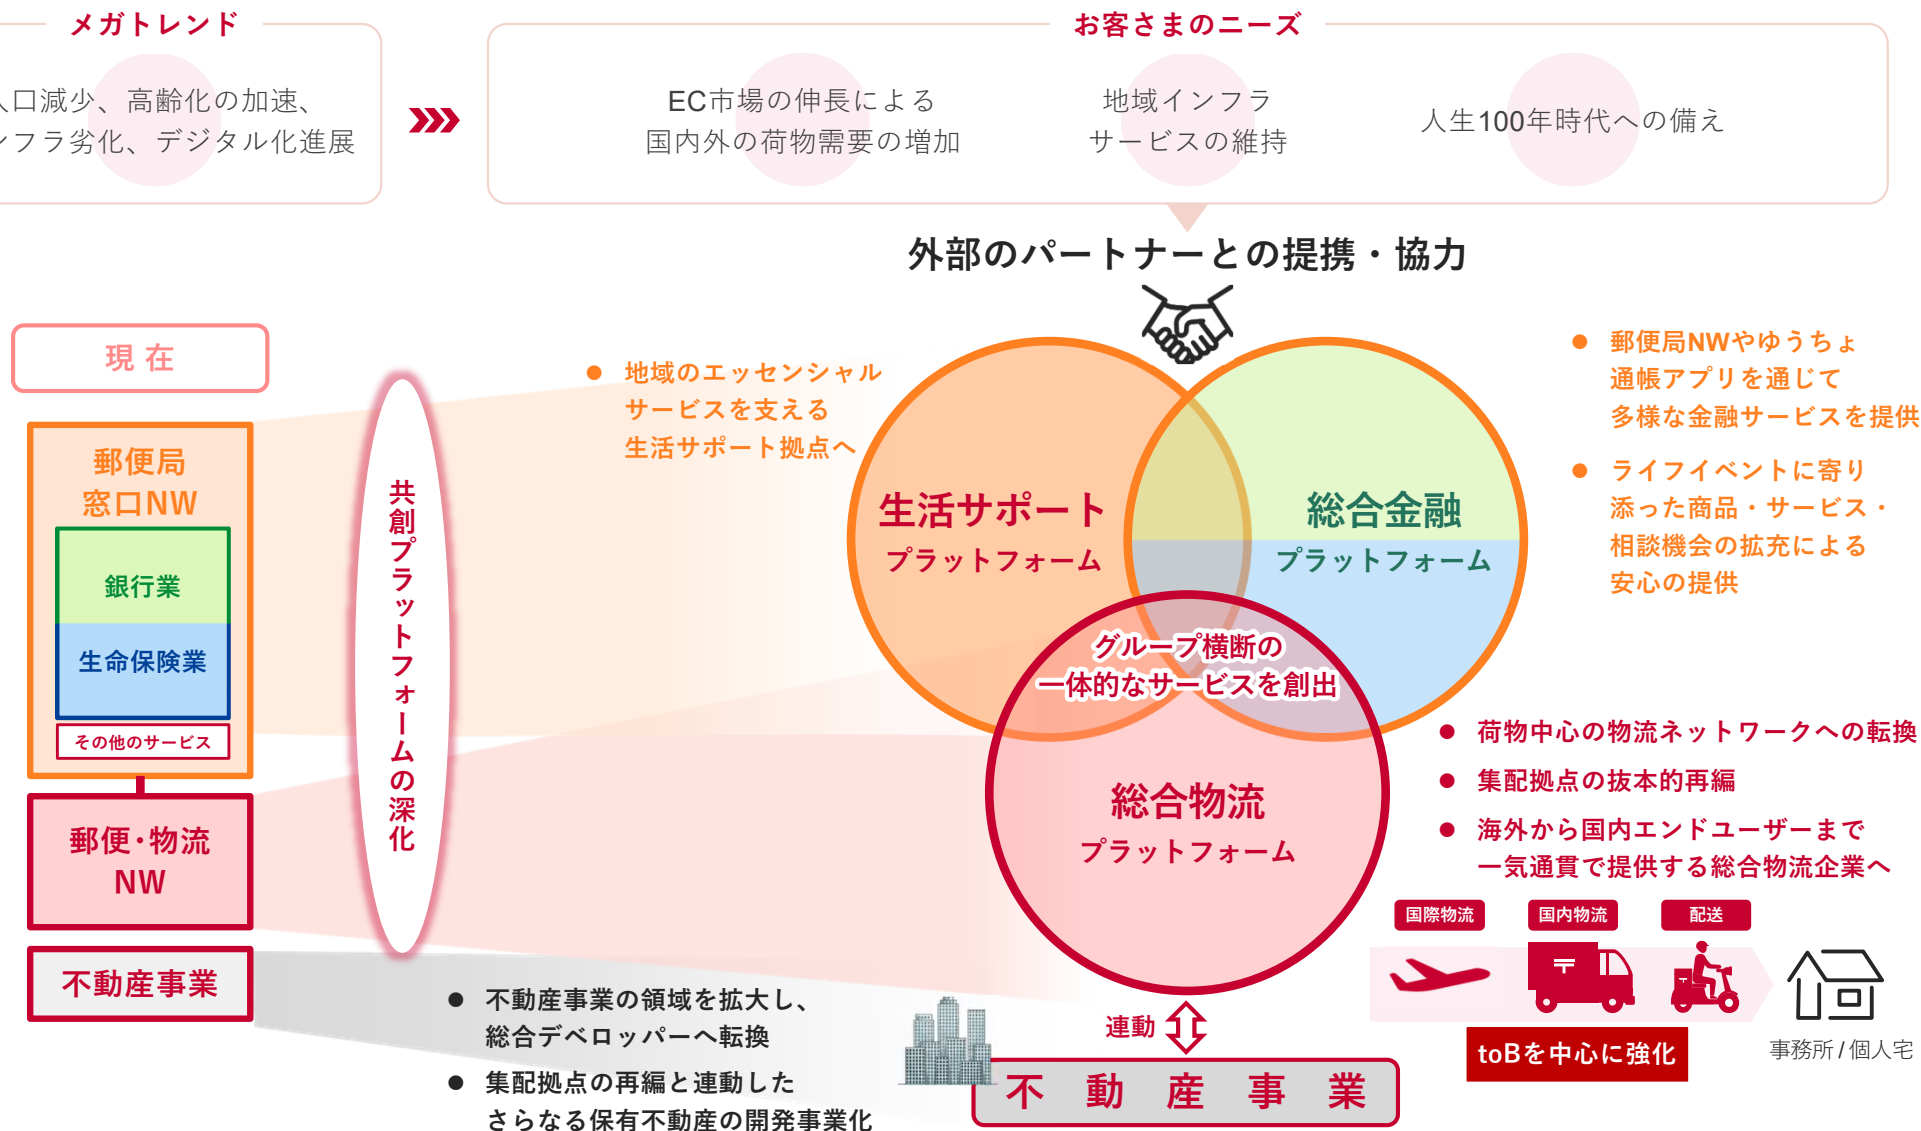 メガトレンド
人口減少、高齢化の加速、
ンフラ劣化、デジタル化進展
お客さまのニーズ
EC市場の伸長による
国内外の荷物需要の増加
地域インフラ
サービスの維持
人生100年時代への備え
外部のパートナーとの提携・協力
現在
郵便局
窓口NW
銀行業
生命保険業
その他のサービス
郵便・物流
NW
不動産事業
共創プラットフォームの深化
● 地域のエッセンシャル
サービスを支える
生活サポート拠点へ
生活サポート
プラットフォーム
総合金融
プラットフォーム
グループ横断の
一体的なサービスを創出
総合物流
プラットフォーム
● 郵便局NWやゆうちょ
通帳アプリを通じて
多様な金融サービスを提供
● ライフイベントに寄り
添った商品・サービス・
相談機会の拡充による
安心の提供
● 荷物中心の物流ネットワークへの転換
● 集配拠点の抜本的再編
● 海外から国内エンドユーザーまで
一気通貫で提供する総合物流企業へ
国際物流
国内物流
配送
〒
toBを中心に強化
事務所/個人宅
● 不動産事業の領域を拡大し、
総合デベロッパーへ転換
● 集配拠点の再編と連動した
さらなる保有不動産の開発事業化
連動
不動産事業